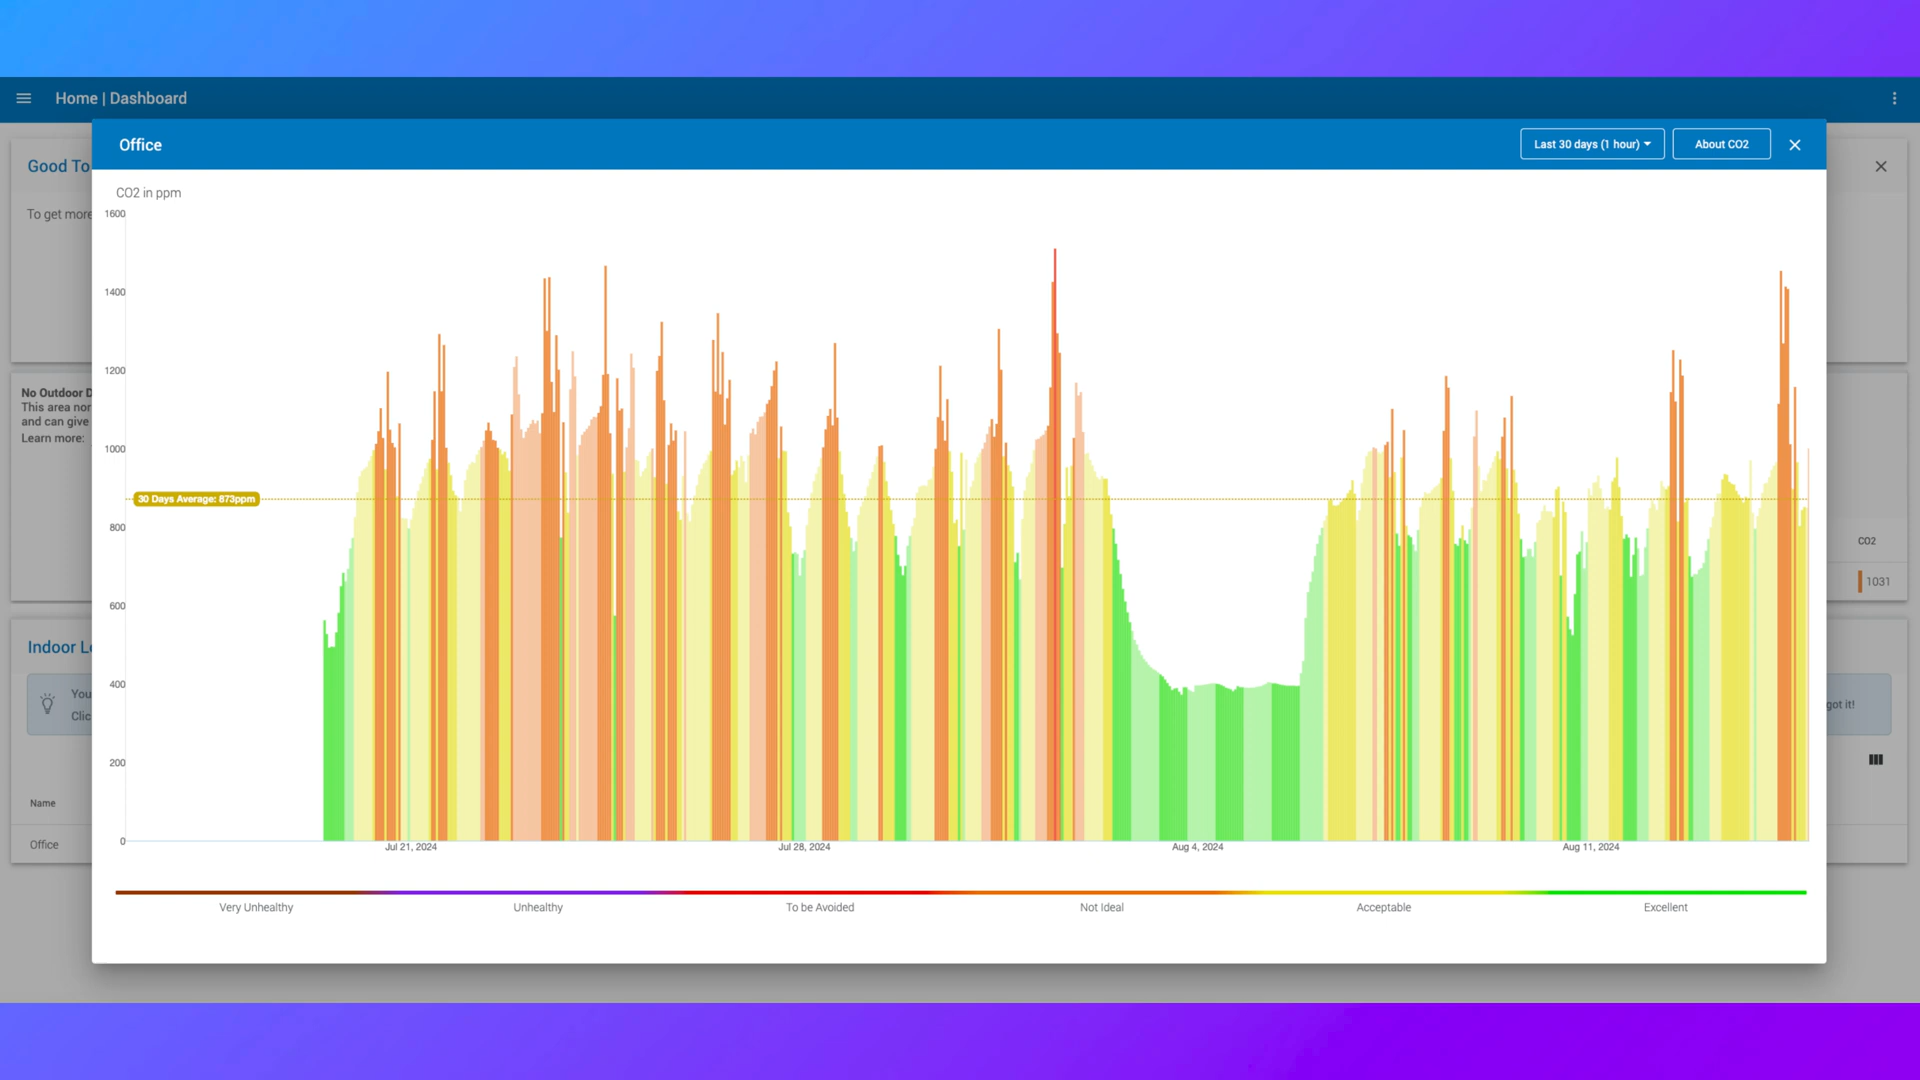 Home | Dashboard
Office
Last 30 days (1 hour)
About CO2
Good To
To get more
CO2 in ppm
1600
1400
1200
1000
800
600
400
200
0
30 Days Average: 873ppm
Jul 21, 2024
Jul 28, 2024
Aug 4, 2024
Aug 11, 2024
Very Unhealthy
Unhealthy
To be Avoided
Not Ideal
Acceptable
Excellent
No Outdoor D
This area nor
and can give
Learn more:
CO2
1031
Indoor Lo
You
Clic
got it!
Name
Office